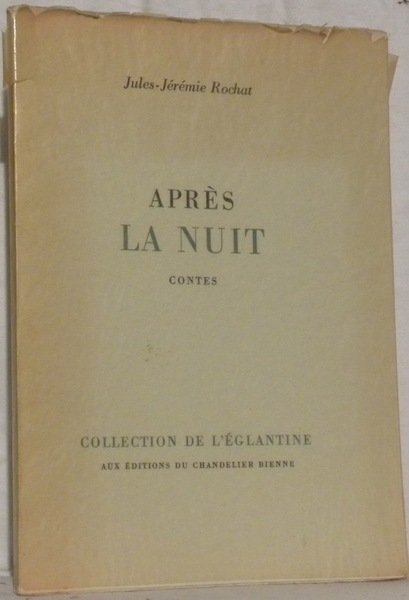 Jules-Jérémie Rochat
APRÈS
LA NUIT
CONTES
COLLECTION DE L'ÉGLANTINE
AUX ÉDITIONS DU CHANDELIER BIENNE